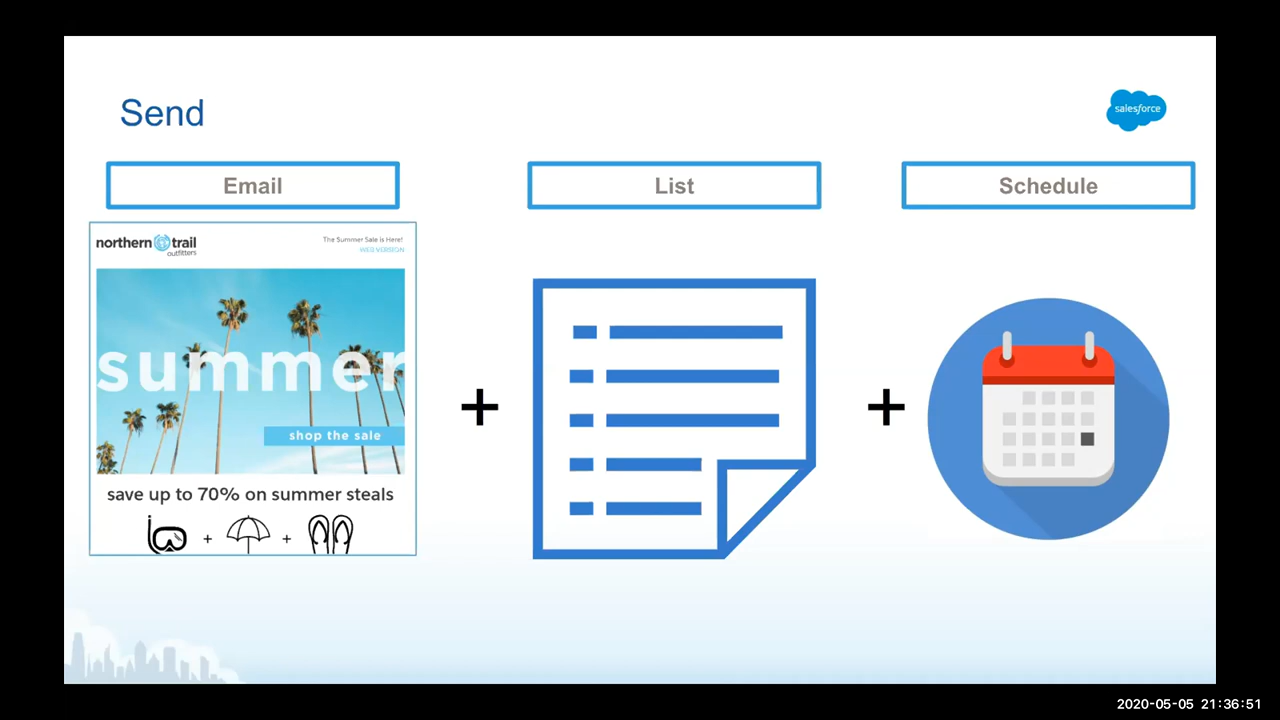 Send
salesforce
Email
List
Schedule
northern trail
outfitters
The Summer Sale is Here!
WEB VERSION
summer
shop the sale
save up to 70% on summer steals
+ +
+
+
2020-05-05 21:36:51